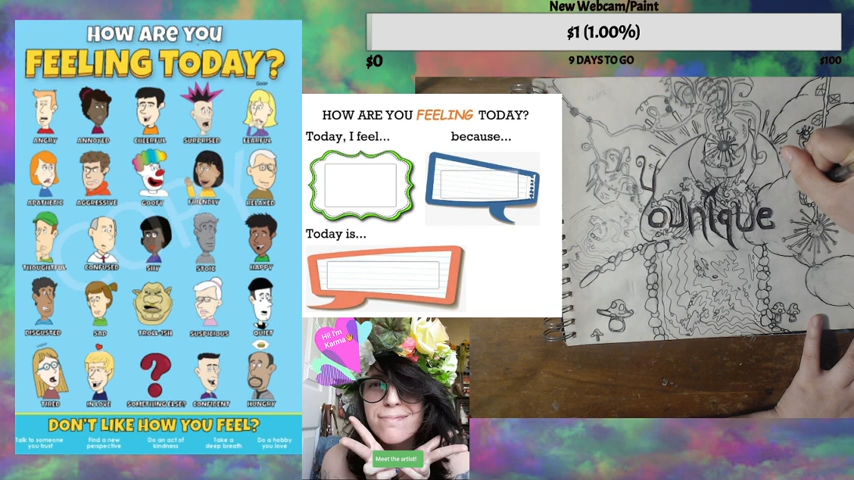 HOW ARE YOU
FEELING TODAY?
ANGRY ANNOYED CHEERFUL SURPRISED FEARFUL
APATHETIC AGGRESSIVE GOOFY FRIENDLY RELAXED
THOUGHTFUL CONFUSED SHY STOIC HAPPY
DISGUSTED SAD TROLL-ISH SUSPICIOUS QUIET
TIRED IN LOVE SOMETHING ELSE? CONFIDENT HUNGRY
DON'T LIKE HOW YOU FEEL?
Talk to someone you trust
Find a new perspective
Do an act of kindness
Take a deep breath
Do a hobby you love
COPY
New Webcam/Paint
$1 (1.00%)
$0 9 DAYS TO GO $100
HOW ARE YOU FEELING TODAY?
Today, I feel... because...
Today is...
Hi! I'm
Karma
Meet the artist!
Younique